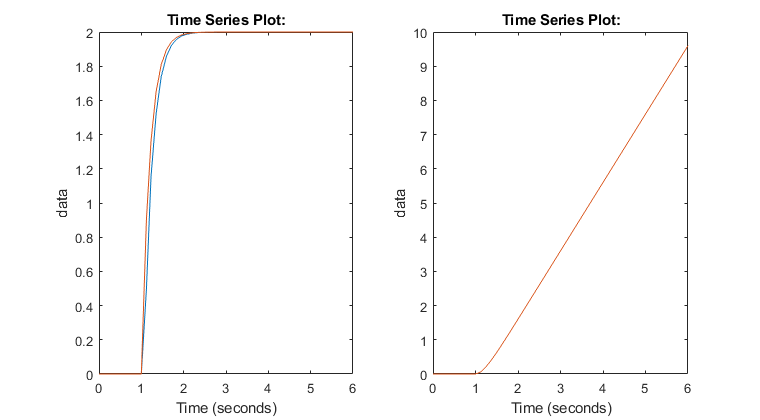 Time Series Plot:
2
1.8
1.6
1.4
1.2
1
0.8
0.6
0.4
0.2
0
data
0 1 2 3 4 5 6
Time (seconds)
Time Series Plot:
10
9
8
7
6
5
4
3
2
1
0
data
0 1 2 3 4 5 6
Time (seconds)